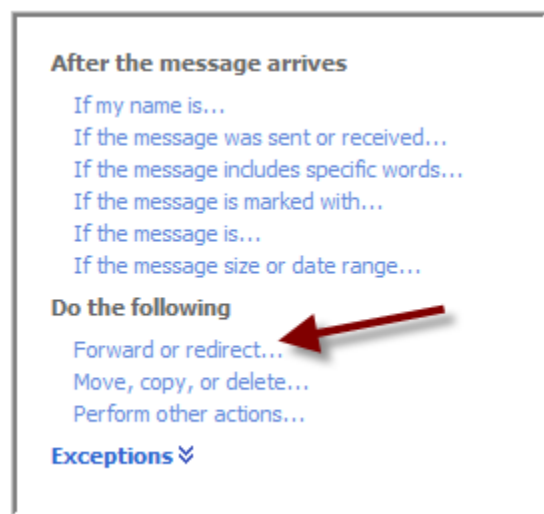 After the message arrives
If my name is...
If the message was sent or received...
If the message includes specific words...
If the message is marked with...
If the message is...
If the message size or date range...
Do the following
Forward or redirect...
Move, copy, or delete...
Perform other actions...
Exceptions